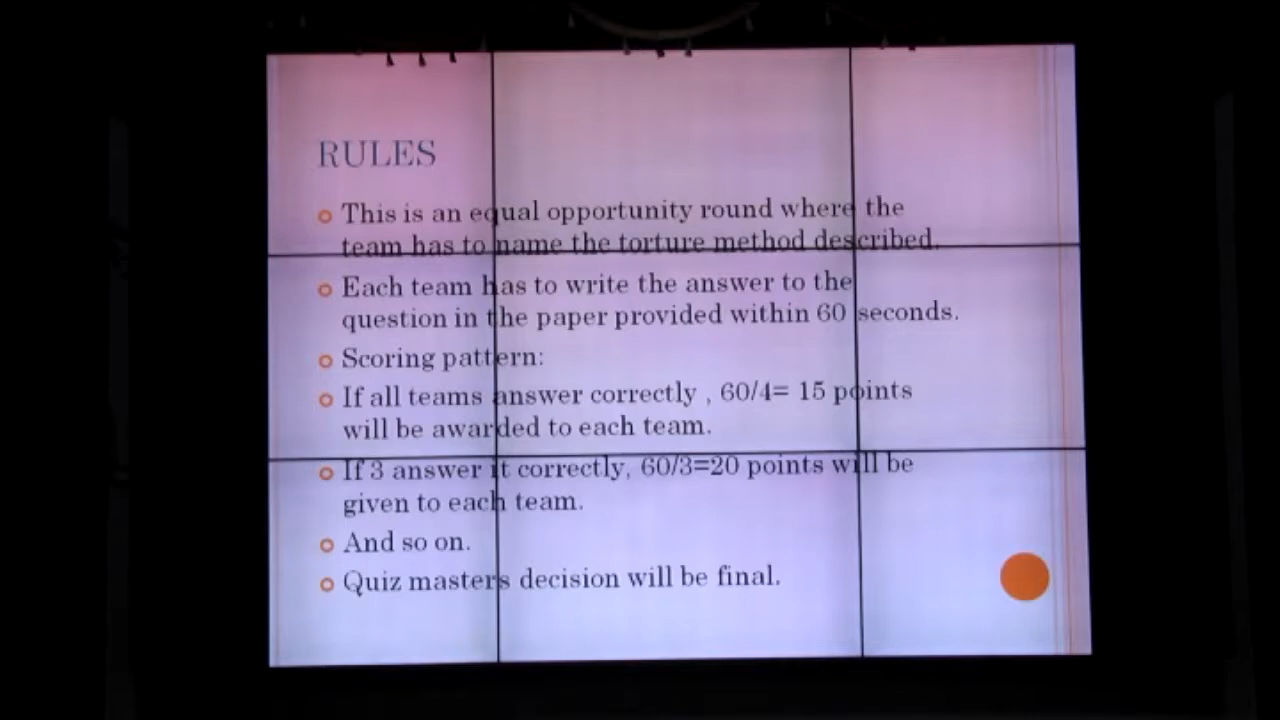 RULES
This is an equal opportunity round where the
team has to name the torture method described.
Each team has to write the answer to the
question in the paper provided within 60 seconds.
Scoring pattern:
If all teams answer correctly , 60/4= 15 points
will be awarded to each team.
If 3 answer it correctly, 60/3=20 points will be
given to each team.
And so on.
Quiz masters decision will be final.